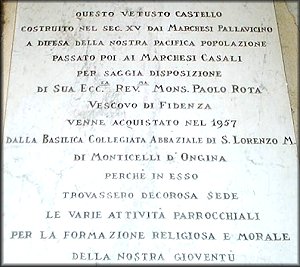 QUESTO VETUSTO CASTELLO
COSTRUITO NEL SEC. XV DAI MARCHESI PALLAVICINO
A DIFESA DELLA NOSTRA PACIFICA POPOLAZIONE
PASSATO POI AI MARCHESI CASALI
PER SAGGIA DISPOSIZIONE
DI SUA ECC.ZA REV.MA MONS. PAOLO ROTA
VESCOVO DI FIDENZA
VENNE ACQUISTATO NEL 1957
DALLA BASILICA COLLEGIATA ABBAZIALE DI S. LORENZO M.
DI MONTICELLI D'ONGINA
PERCHÈ IN ESSO
TROVASSERO DECOROSA SEDE
LE VARIE ATTIVITÀ PARROCCHIALI
PER LA FORMAZIONE RELIGIOSA E MORALE
DELLA NOSTRA GIOVENTÙ